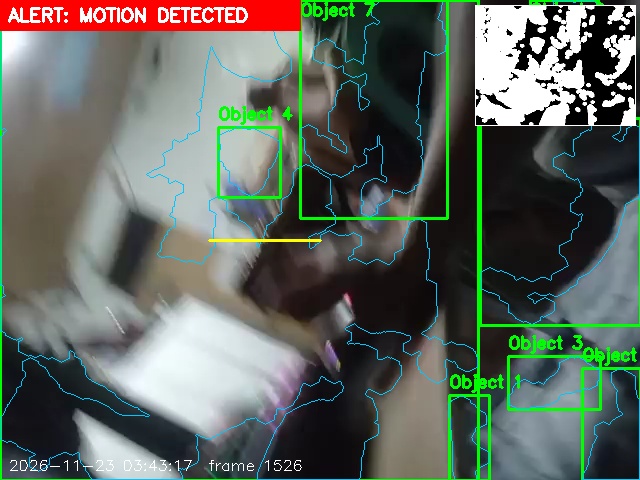 ALERT: MOTION DETECTED
Object 7
Object 4
Object 3
Object
Object 1
2026-11-23 03:43:17 frame 1526